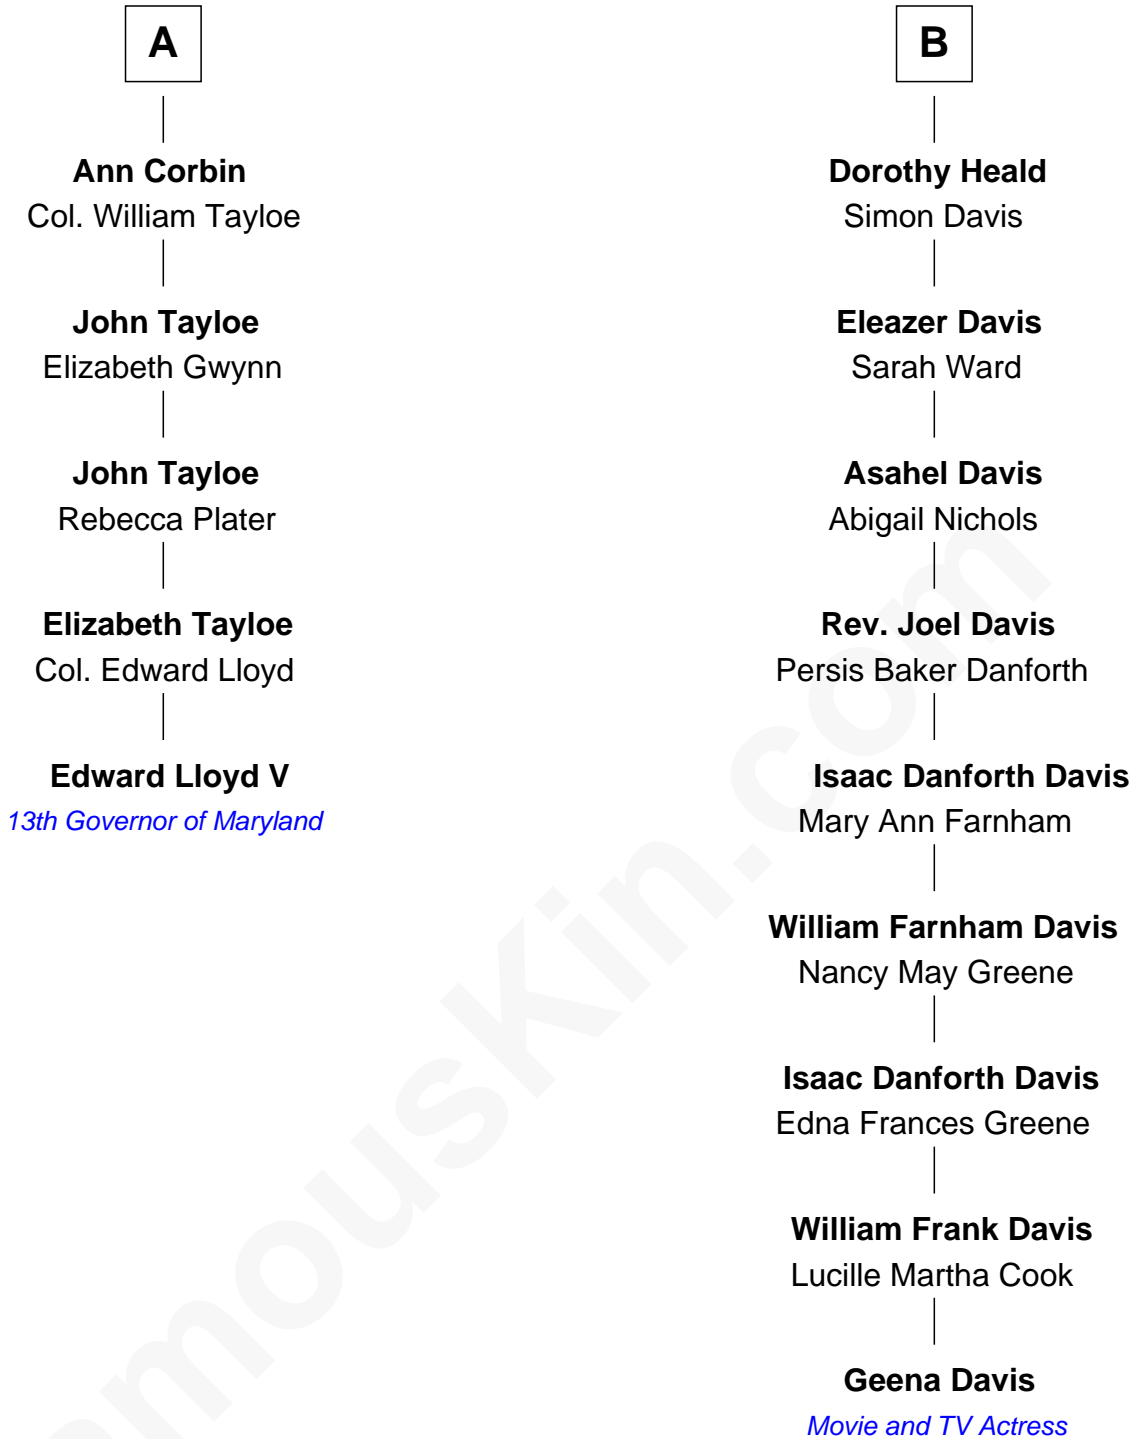 A
Ann Corbin
Col. William Tayloe
John Tayloe
Elizabeth Gwynn
John Tayloe
Rebecca Plater
Elizabeth Tayloe
Col. Edward Lloyd
Edward Lloyd V
13th Governor of Maryland
B
Dorothy Heald
Simon Davis
Eleazer Davis
Sarah Ward
Asahel Davis
Abigail Nichols
Rev. Joel Davis
Persis Baker Danforth
Isaac Danforth Davis
Mary Ann Farnham
William Farnham Davis
Nancy May Greene
Isaac Danforth Davis
Edna Frances Greene
William Frank Davis
Lucille Martha Cook
Geena Davis
Movie and TV Actress
amousKin.com